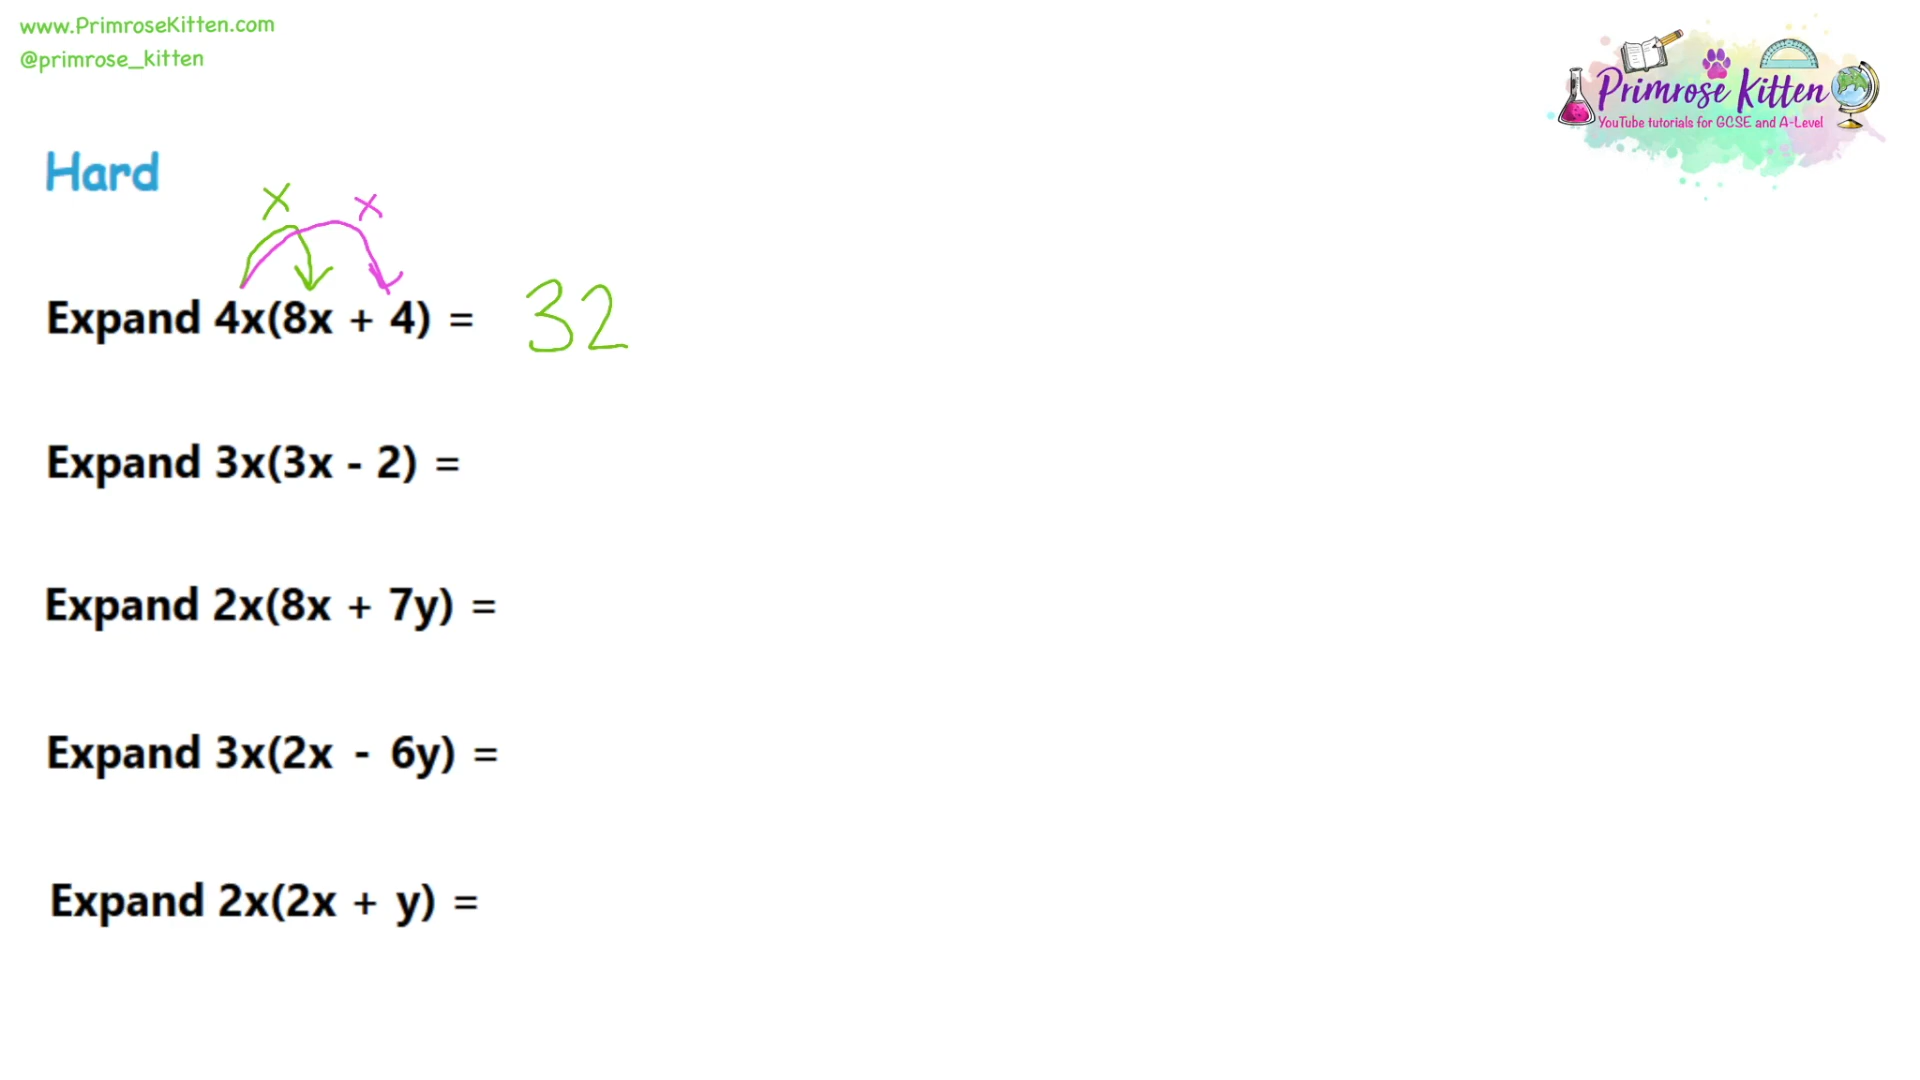 www.PrimroseKitten.com
@primrose_kitten
Primrose Kitten
YouTube tutorials for GCSE and A-Level
Hard
x x
Expand 4x(8x + 4) = 32
Expand 3x(3x - 2) =
Expand 2x(8x + 7y) =
Expand 3x(2x - 6y) =
Expand 2x(2x + y) =